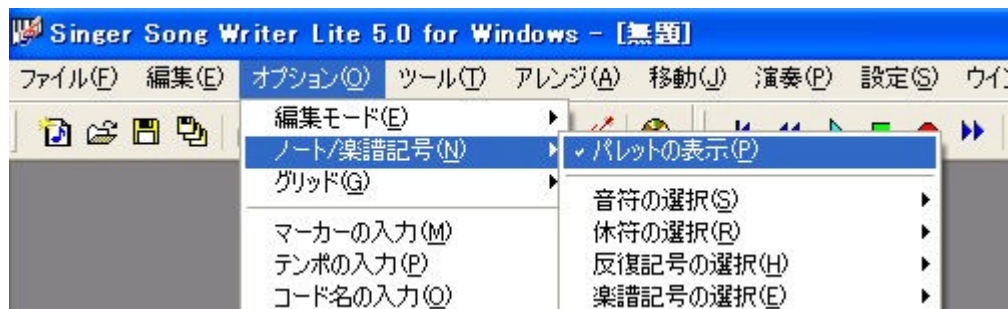 Singer Song Writer Lite 5.0 for Windows - [無題]
ファイル(F) 編集(E) オプション(O) ツール(T) アレンジ(A) 移動(J) 演奏(P) 設定(S) ウイン
編集モード(E)
ノート/楽譜記号(N) パレットの表示(P)
グリッド(G)
音符の選択(S)
マーカーの入力(M) 休符の選択(R)
テンポの入力(P) 反復記号の選択(H)
コード名の入力(O) 楽譜記号の選択(E)